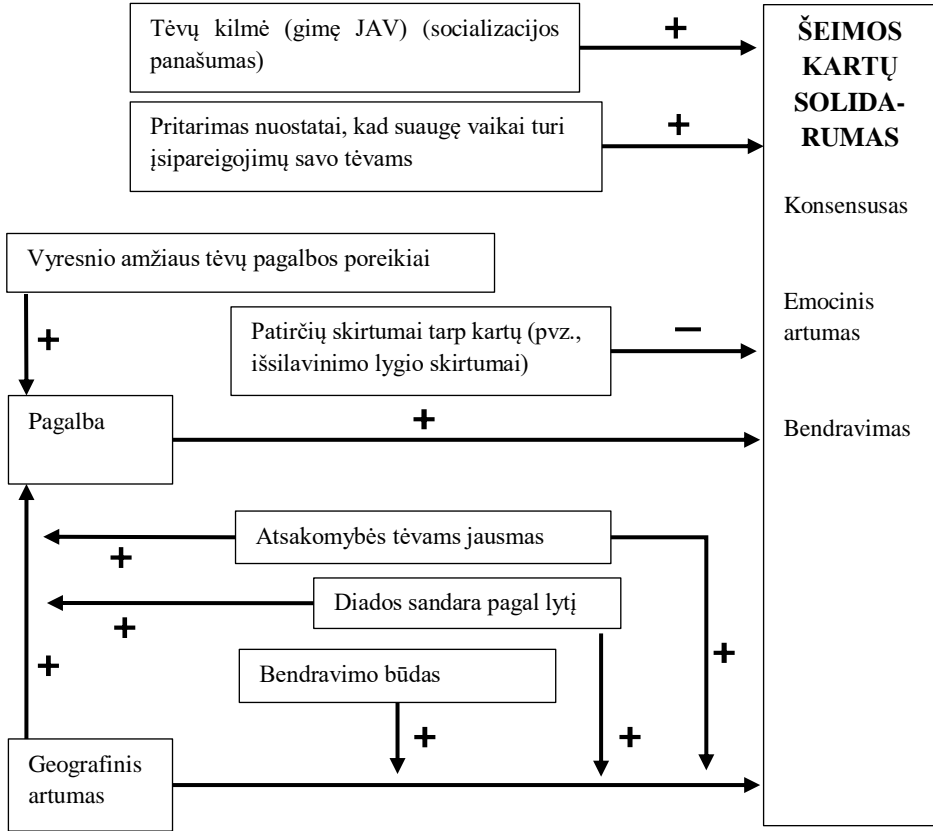 Tėvų kilmė (gimę JAV) (socializacijos
panašumas)
+
Pritarimas nuostatai, kad suaugę vaikai turi
įsipareigojimų savo tėvams
+
ŠEIMOS
KARTŲ
SOLIDA-
RUMAS
Konsensusas
Emocinis
artumas
Bendravimas
Vyresnio amžiaus tėvų pagalbos poreikiai
+
Patirčių skirtumai tarp kartų (pvz.,
išsilavinimo lygio skirtumai)
–
Pagalba
+
Atsakomybės tėvams jausmas
+
Diados sandara pagal lytį
+
+
+
Bendravimo būdas
+
+
Geografinis
artumas